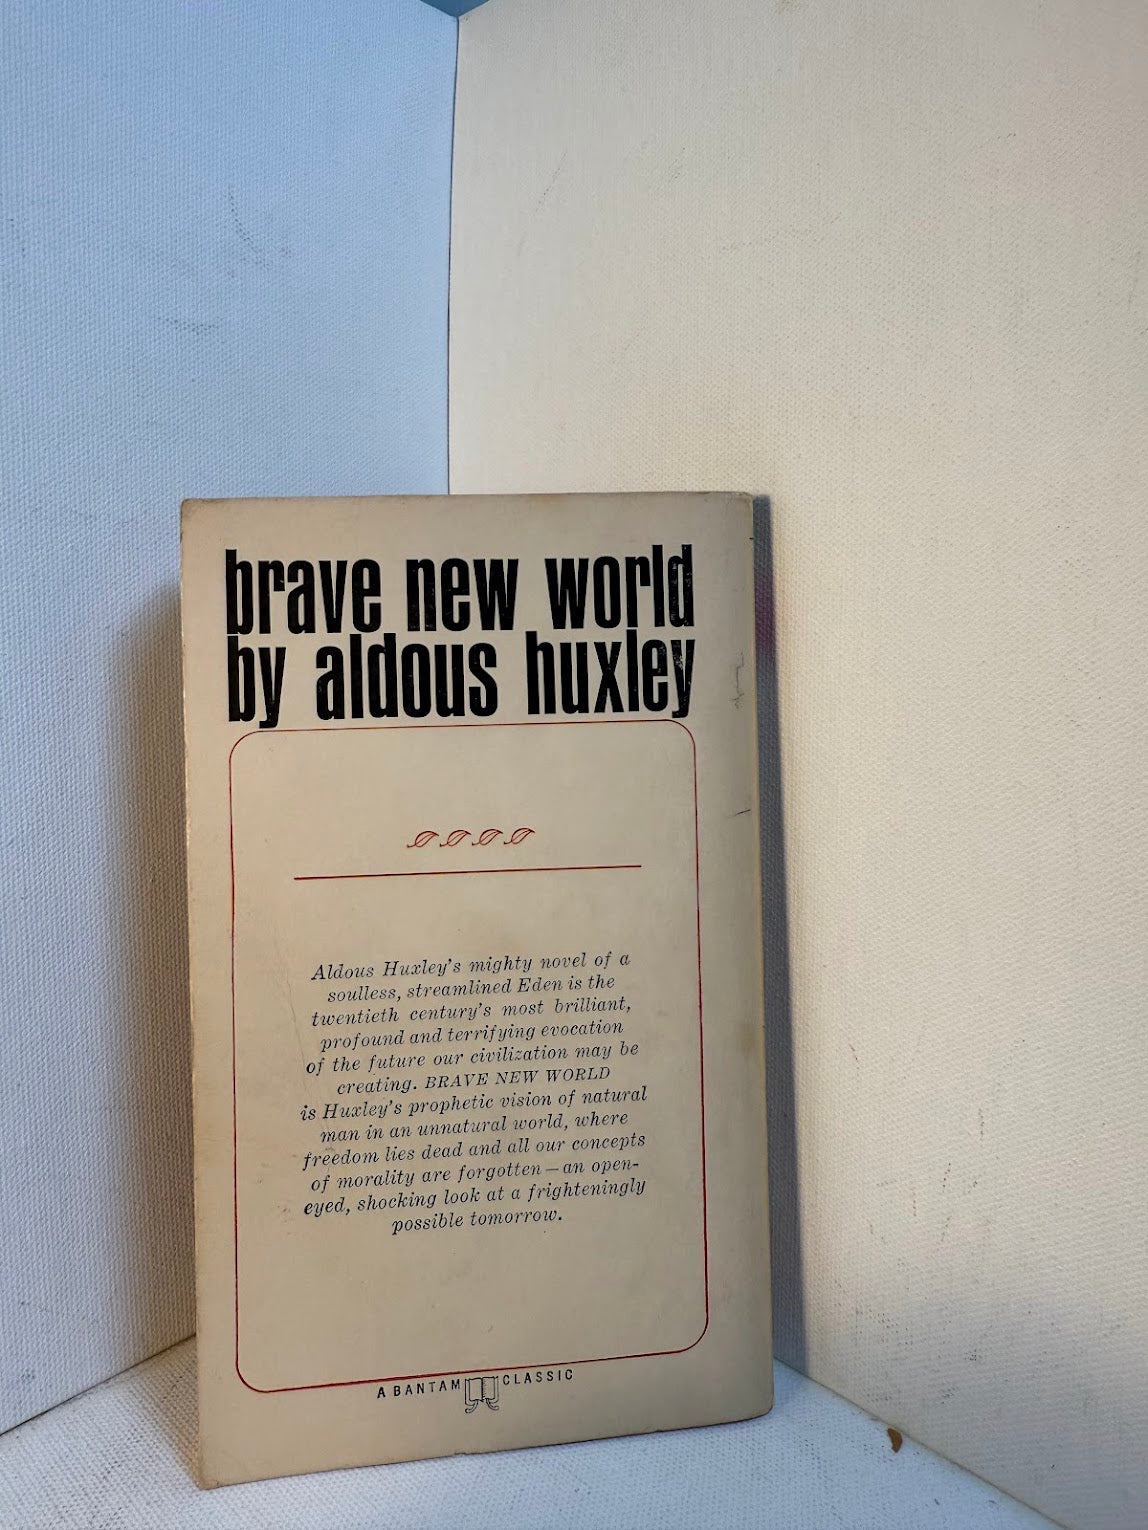 brave new world
by aldous huxley
Aldous Huxley's mighty novel of a
soulless, streamlined Eden is the
twentieth century's most brilliant,
profound and terrifying evocation
of the future our civilization may be
creating. BRAVE NEW WORLD
is Huxley's prophetic vision of natural
man in an unnatural world, where
freedom lies dead and all our concepts
of morality are forgotten—an open-
eyed, shocking look at a frighteningly
possible tomorrow.
A BANTAM CLASSIC